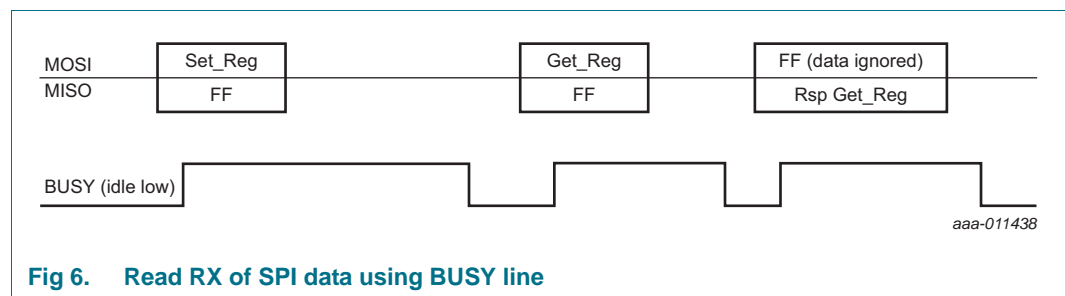 MOSI Set_Reg Get_Reg FF (data ignored)
MISO FF FF Rsp Get_Reg
BUSY (idle low)
aaa-011438
Fig 6. Read RX of SPI data using BUSY line